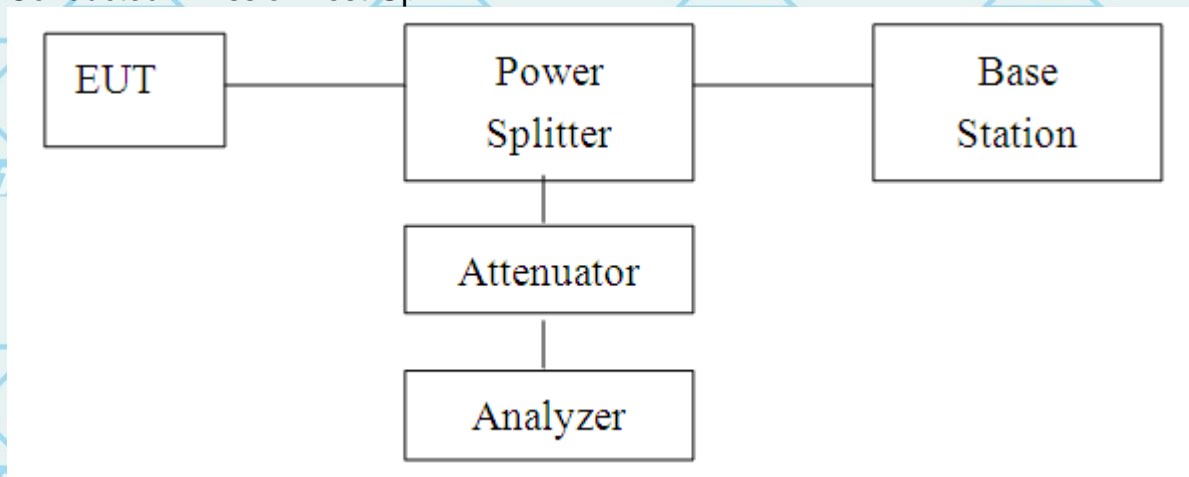 EUT
Power
Splitter
Base
Station
Attenuator
Analyzer